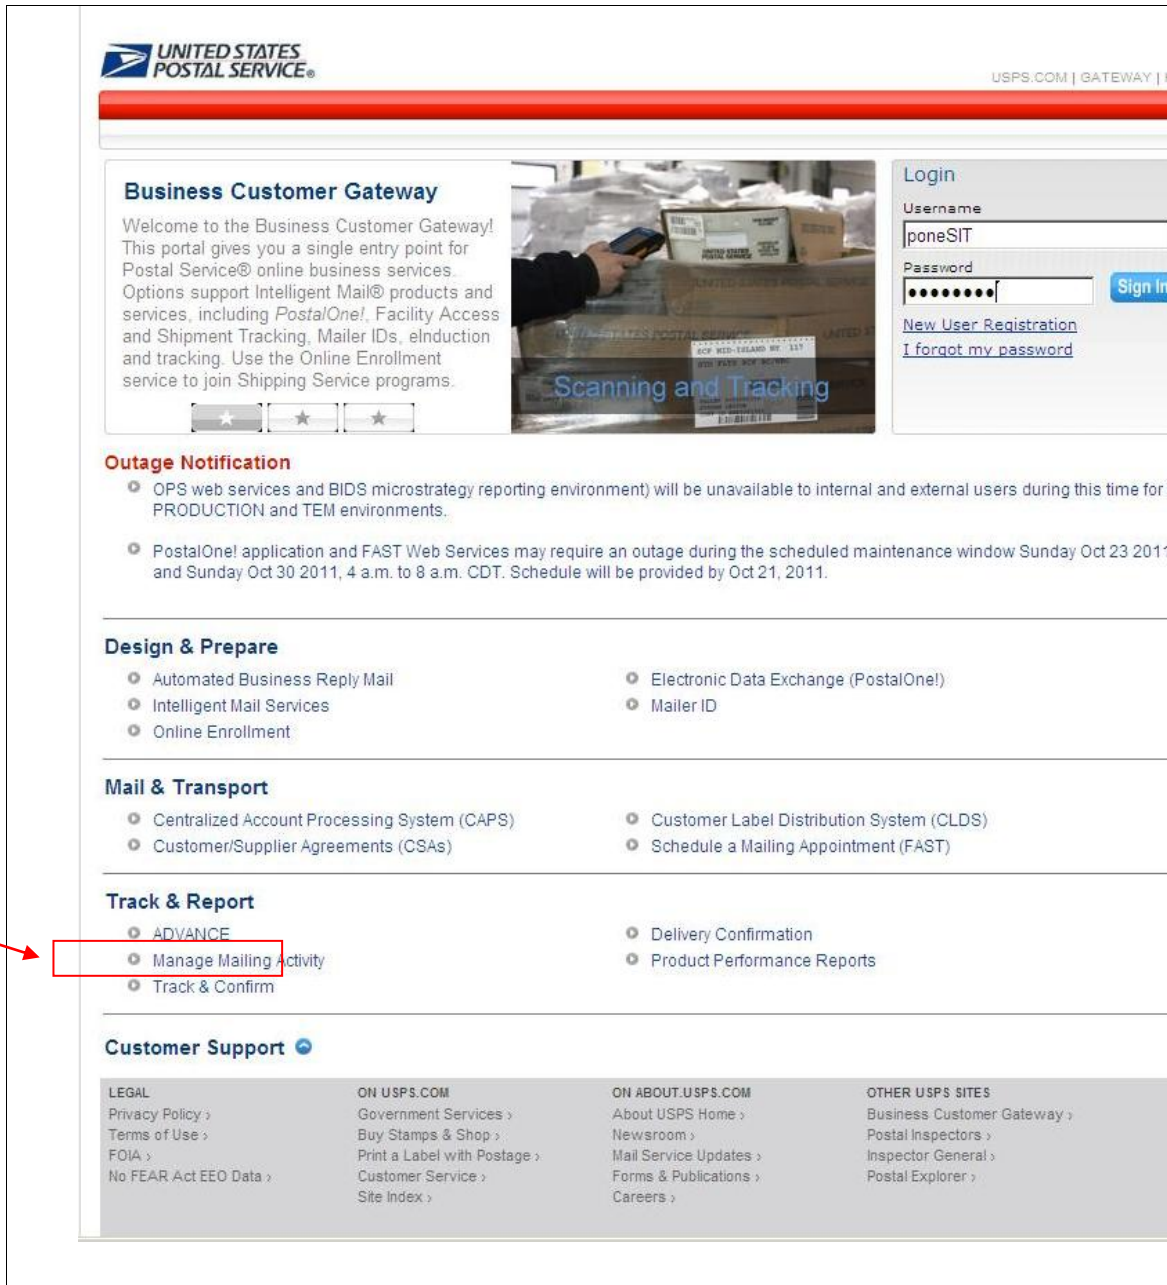 UNITED STATES
POSTAL SERVICE®
USPS.COM | GATEWAY |
Business Customer Gateway
Welcome to the Business Customer Gateway!
This portal gives you a single entry point for
Postal Service® online business services.
Options support Intelligent Mail® products and
services, including PostalOne!, Facility Access
and Shipment Tracking, Mailer IDs, eInduction
and tracking. Use the Online Enrollment
service to join Shipping Service programs.
Scanning and Tracking
Login
Username
poneSIT
Password
Sign In
New User Registration
I forgot my password
Outage Notification
OPS web services and BIDS microstrategy reporting environment) will be unavailable to internal and external users during this time for
PRODUCTION and TEM environments.
PostalOne! application and FAST Web Services may require an outage during the scheduled maintenance window Sunday Oct 23 2011
and Sunday Oct 30 2011, 4 a.m. to 8 a.m. CDT. Schedule will be provided by Oct 21, 2011.
Design & Prepare
Automated Business Reply Mail
Electronic Data Exchange (PostalOne!)
Intelligent Mail Services
Mailer ID
Online Enrollment
Mail & Transport
Centralized Account Processing System (CAPS)
Customer Label Distribution System (CLDS)
Customer/Supplier Agreements (CSAs)
Schedule a Mailing Appointment (FAST)
Track & Report
ADVANCE
Delivery Confirmation
Manage Mailing Activity
Product Performance Reports
Track & Confirm
Customer Support
LEGAL
Privacy Policy ›
Terms of Use ›
FOIA ›
No FEAR Act EEO Data ›
ON USPS.COM
Government Services ›
Buy Stamps & Shop ›
Print a Label with Postage ›
Customer Service ›
Site Index ›
ON ABOUT.USPS.COM
About USPS Home ›
Newsroom ›
Mail Service Updates ›
Forms & Publications ›
Careers ›
OTHER USPS SITES
Business Customer Gateway ›
Postal Inspectors ›
Inspector General ›
Postal Explorer ›